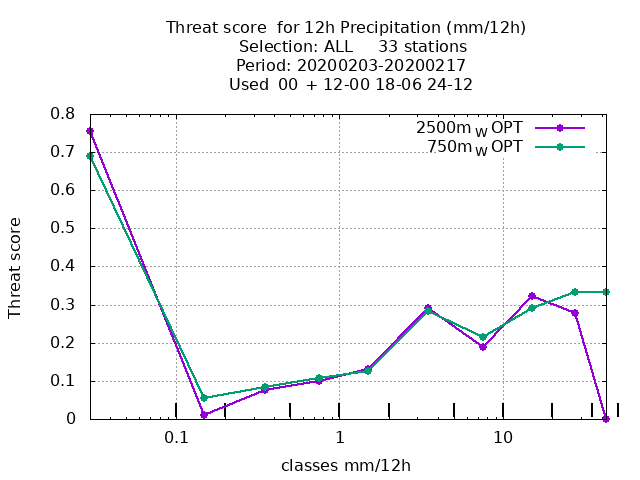 Threat score  for 12h Precipitation (mm/12h)
Selection: ALL     33 stations
Period: 20200203-20200217
Used  00  + 12-00 18-06 24-12
2500m W OPT
750m W OPT
0.8
0.7
0.6
0.5
0.4
0.3
0.2
0.1
0
Threat score
0.1 1 10
classes mm/12h